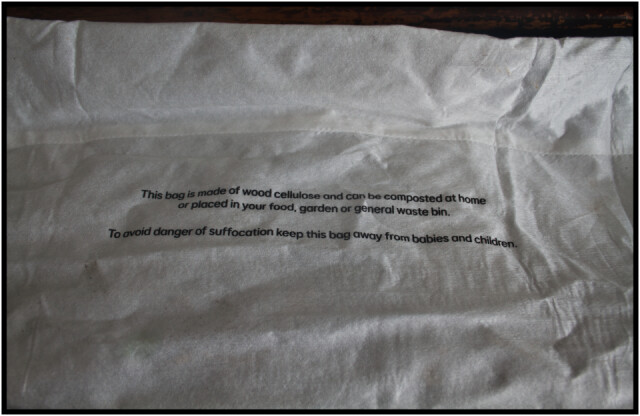 This bag is made of wood cellulose and can be composted at home
or placed in your food, garden or general waste bin.
To avoid danger of suffocation keep this bag away from babies and children.